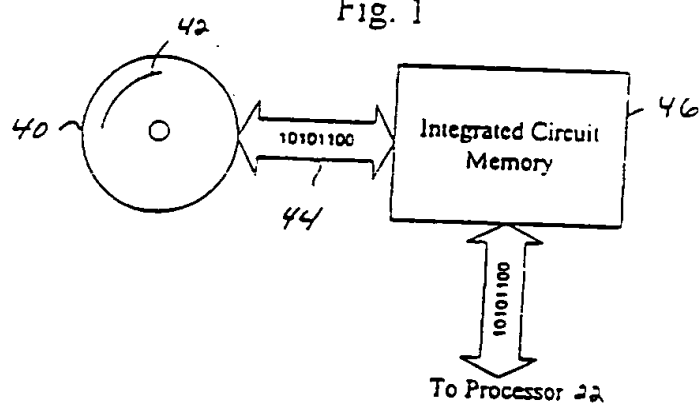 Fig. 1
42
40
10101100
44
Integrated Circuit
Memory
46
10101100
To Processor 22